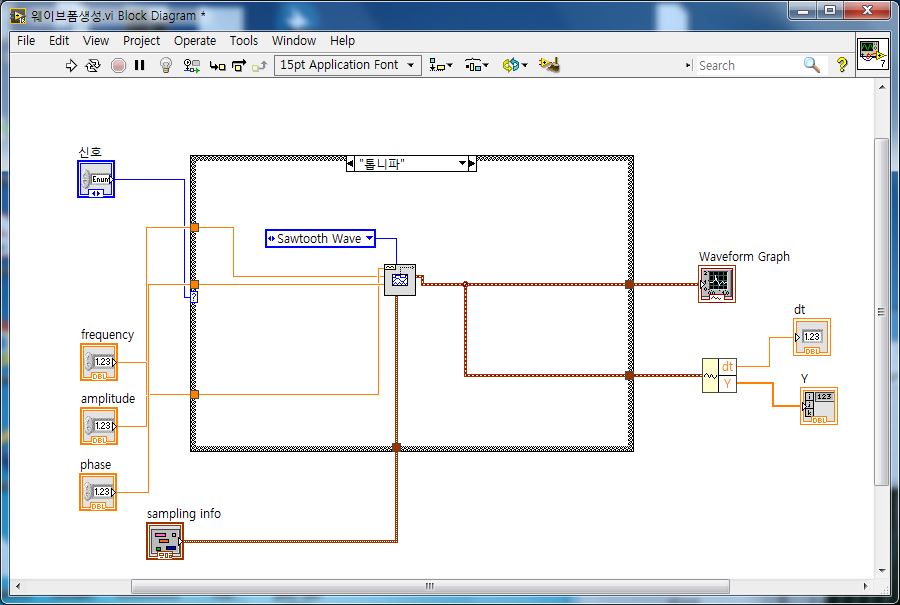 웨이브폼생성.vi Block Diagram *
File Edit View Project Operate Tools Window Help
15pt Application Font
Search
?
7
신호
Enum
"톱니파"
Sawtooth Wave
?
Waveform Graph
dt
1.23
DBL
frequency
1.23
DBL
dt
Y
Y
123
DBL
amplitude
1.23
DBL
phase
1.23
DBL
sampling info